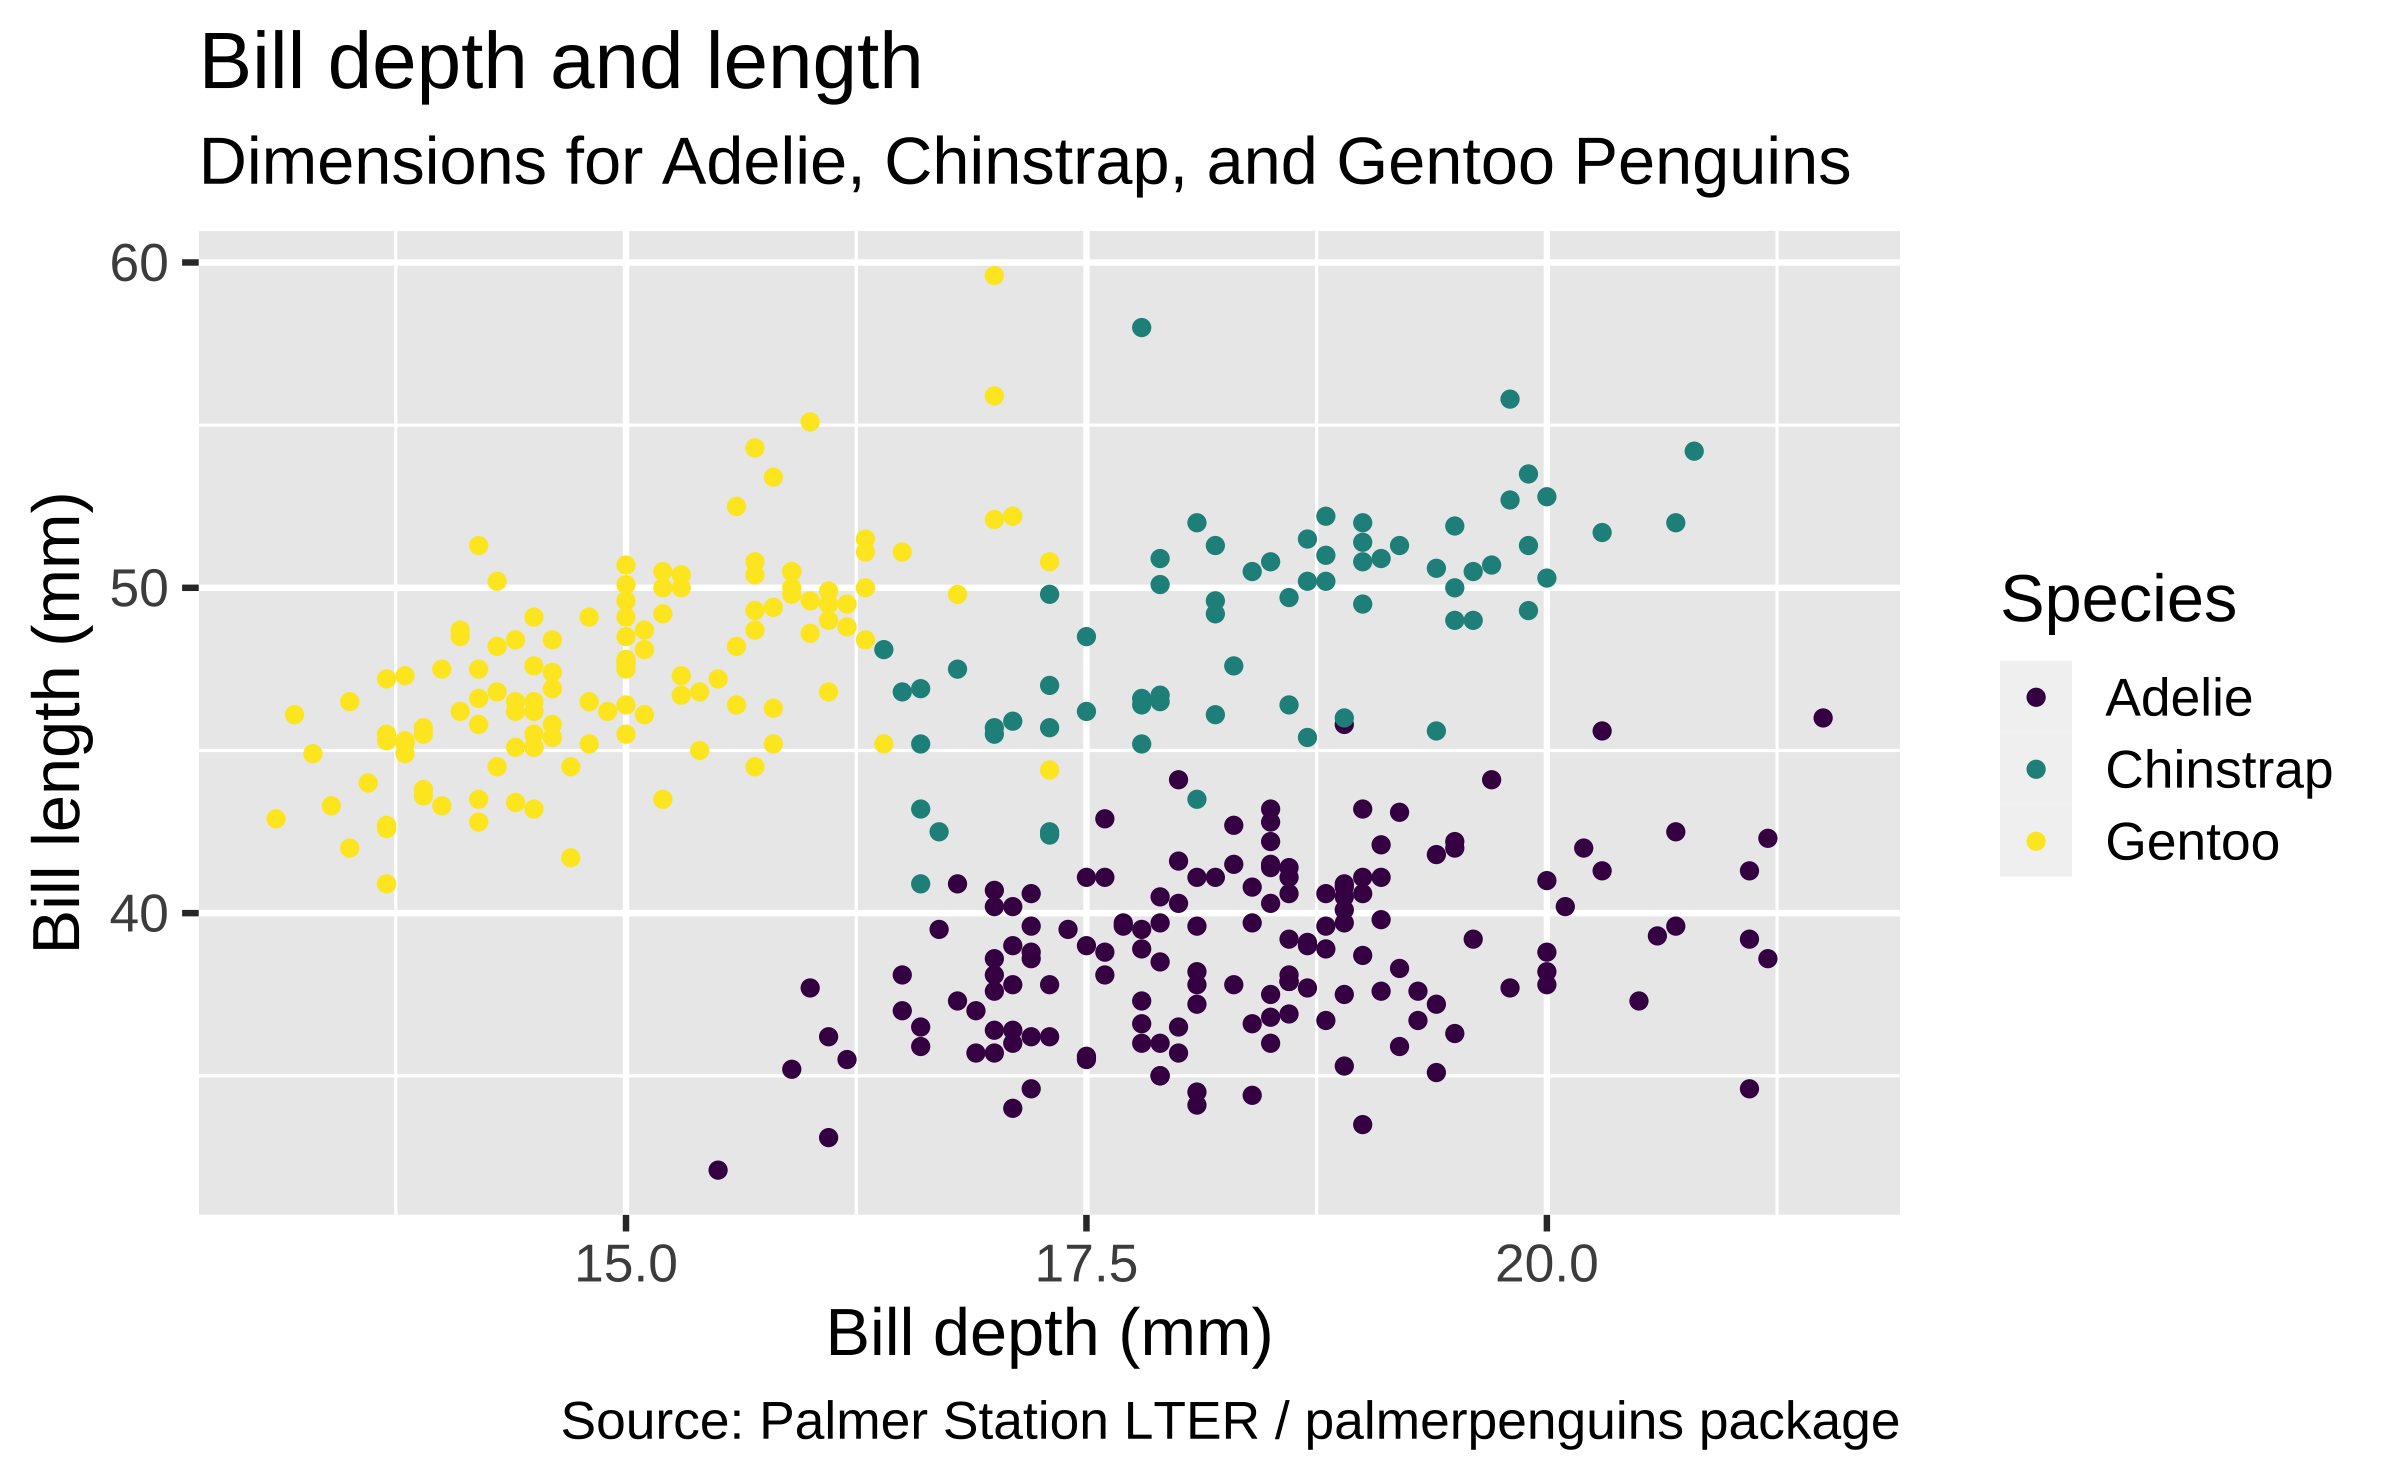 Bill depth and length
Dimensions for Adelie, Chinstrap, and Gentoo Penguins
60
50
40
Bill length (mm)
15.0 17.5 20.0
Bill depth (mm)
Species
Adelie
Chinstrap
Gentoo
Source: Palmer Station LTER / palmerpenguins package